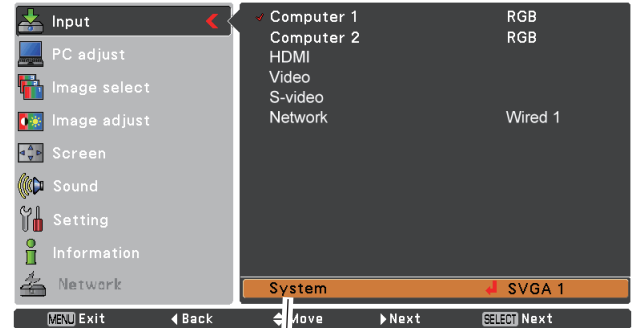 Input
PC adjust
Image select
Image adjust
Screen
Sound
Setting
Information
Network
Computer 1 RGB
Computer 2 RGB
HDMI
Video
S-video
Network Wired 1
System SVGA 1
MENU Exit Back Move Next SELECT Next